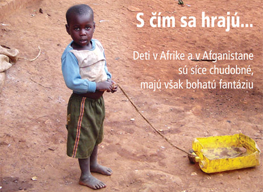 S čím sa hrajú...
Deti v Afrike a v Afganistane
sú síce chudobné,
majú však bohatú fantáziu